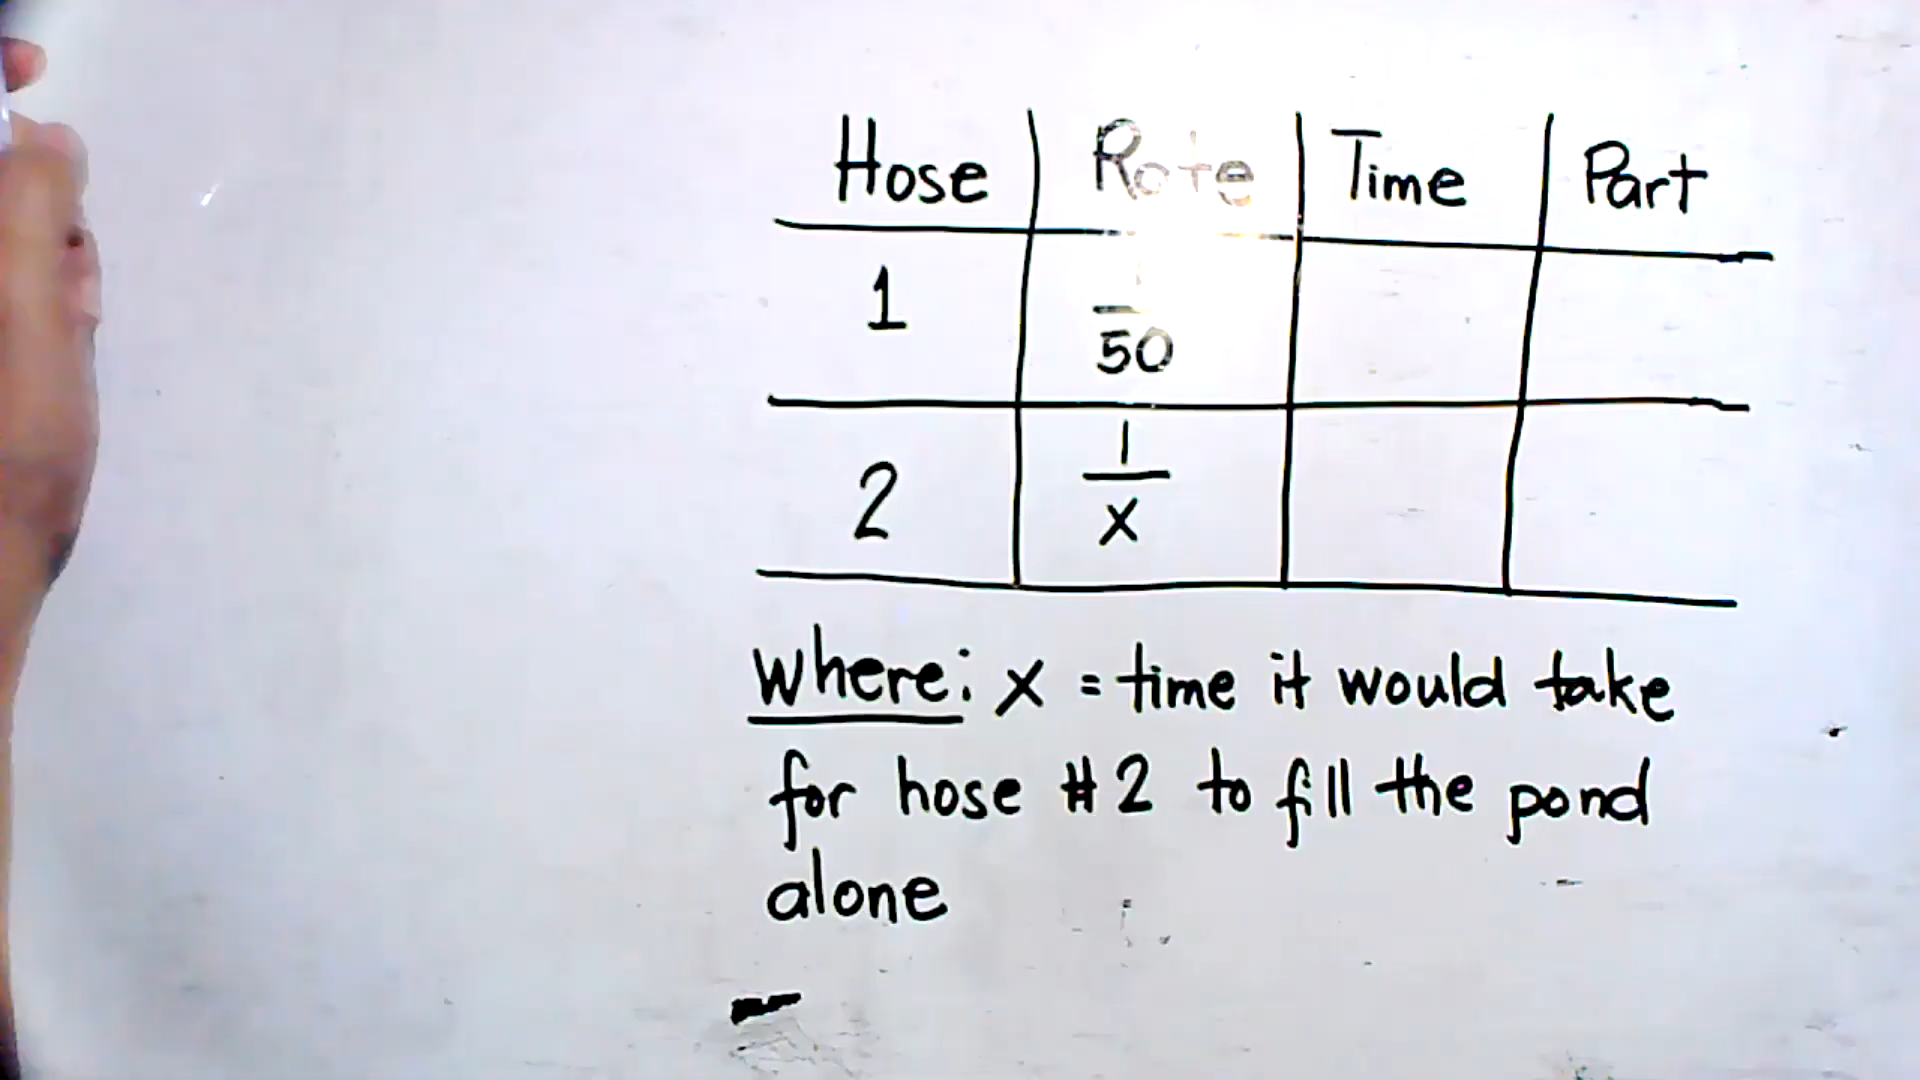 Hose Rate Time Part
1 1/50
2 1/x
where: x = time it would take
for hose #2 to fill the pond
alone